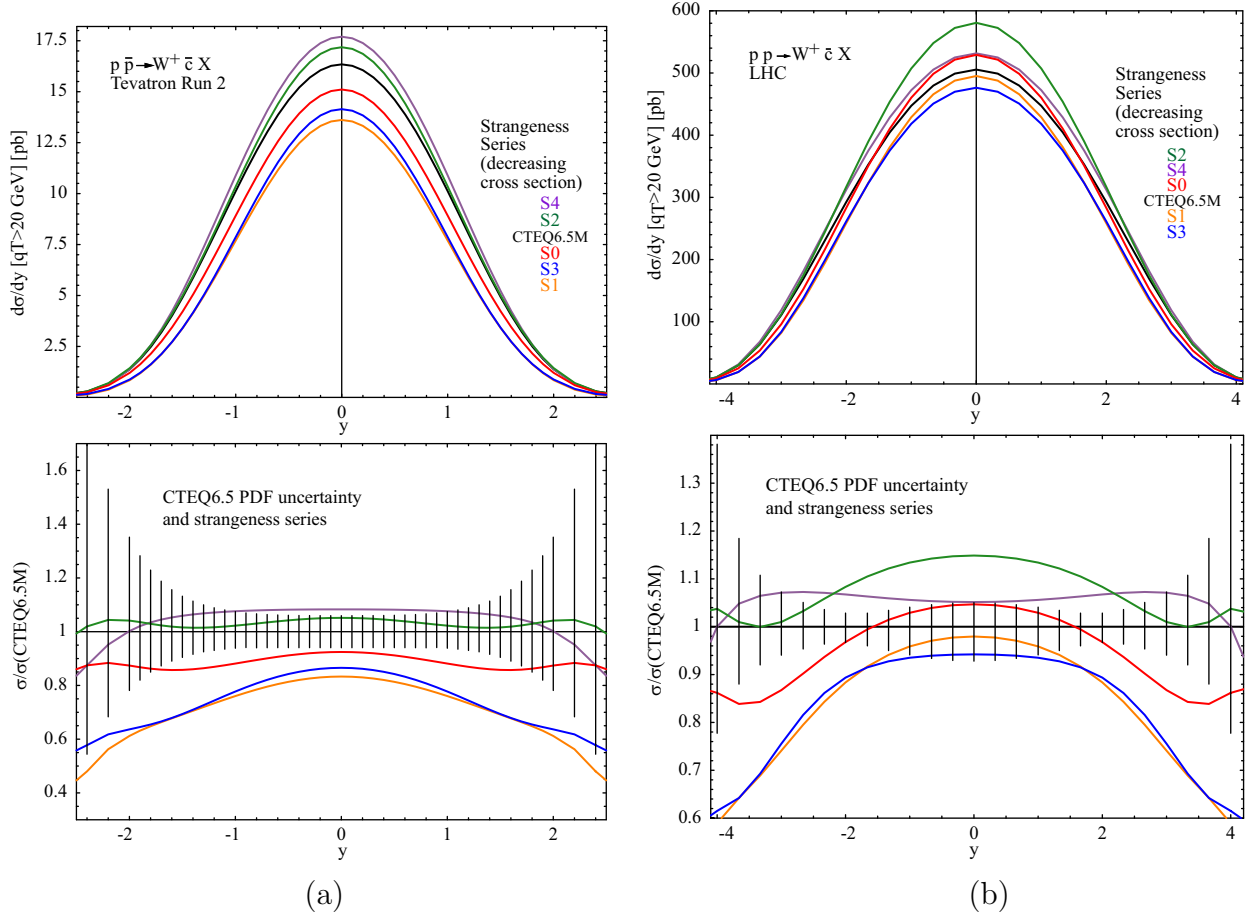 17.5
15
12.5
10
7.5
5
2.5
dσ/dy [qT>20 GeV] [pb]
p p̄→W⁺ c̄ X
Tevatron Run 2
Strangeness
Series
(decreasing
cross section)
S4
S2
CTEQ6.5M
S0
S3
S1
-2 -1 0 1 2
y
1.6
1.4
1.2
1
0.8
0.6
0.4
σ/σ(CTEQ6.5M)
CTEQ6.5 PDF uncertainty
and strangeness series
-2 -1 0 1 2
y
(a)
600
500
400
300
200
100
dσ/dy [qT>20 GeV] [pb]
p p→W⁺ c̄ X
LHC
Strangeness
Series
(decreasing
cross section)
S2
S4
S0
CTEQ6.5M
S1
S3
-4 -2 0 2 4
y
1.3
1.2
1.1
1
0.9
0.8
0.7
0.6
σ/σ(CTEQ6.5M)
CTEQ6.5 PDF uncertainty
and strangeness series
-4 -2 0 2 4
y
(b)